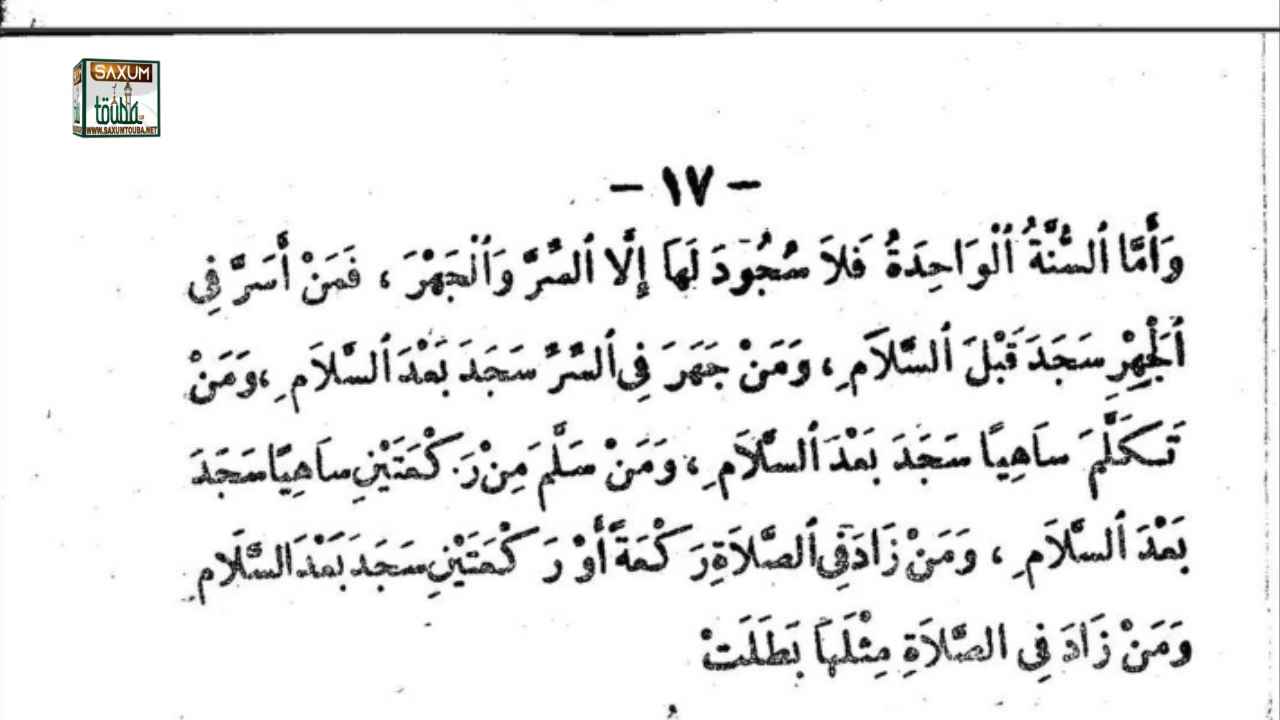 SAXUM
touba
WWW.SAXUMTOUBA.NET
- ١٧ -
وَأَمَّا ٱلسُّنَّةُ ٱلْوَاحِدَةُ فَلَا سُجُودَ لَهَا إِلَّا ٱلسِّرَّ وَٱلْجَهْرَ ، فَمَنْ أَسَرَّ فِي
ٱلْجَهْرِ سَجَدَ قَبْلَ ٱلسَّلَامِ ، وَمَنْ جَهَرَ فِي ٱلسِّرِّ سَجَدَ بَعْدَ ٱلسَّلَامِ ، وَمَنْ
تَكَلَّمَ سَاهِيًا سَجَدَ بَعْدَ ٱلسَّلَامِ ، وَمَنْ سَلَّمَ مِنْ رَكْعَتَيْنِ سَاهِيًا سَجَدَ
بَعْدَ ٱلسَّلَامِ ، وَمَنْ زَادَ فِي ٱلصَّلَاةِ رَكْعَةً أَوْ رَكْعَتَيْنِ سَجَدَ بَعْدَ ٱلسَّلَامِ
وَمَنْ زَادَ فِي ٱلصَّلَاةِ مِثْلَهَا بَطَلَتْ